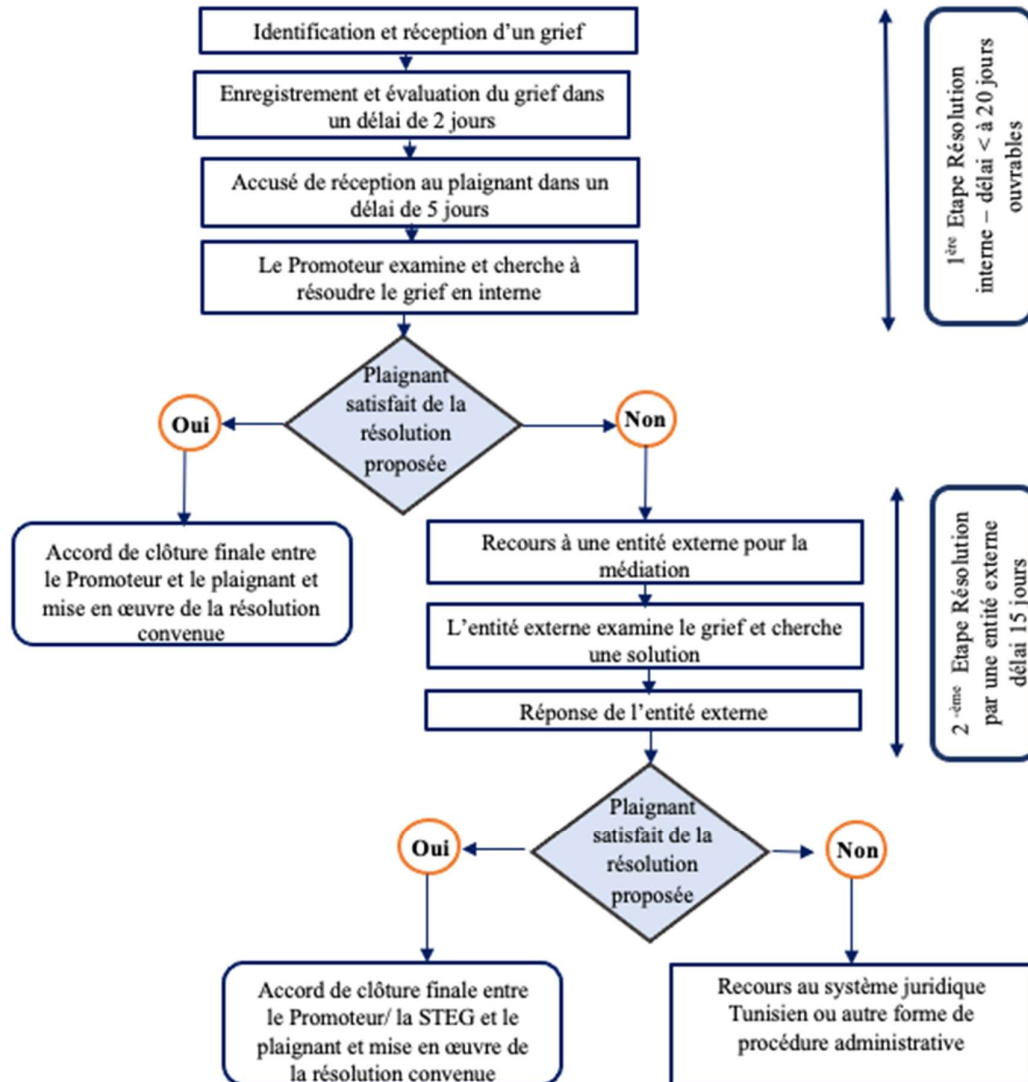 Identification et réception d'un grief
Enregistrement et évaluation du grief dans
un délai de 2 jours
Accusé de réception au plaignant dans un
délai de 5 jours
Le Promoteur examine et cherche à
résoudre le grief en interne
1ère Etape Résolution
interne – délai < à 20 jours
ouvrables
Plaignant
satisfait de la
résolution
proposée
Oui
Non
Accord de clôture finale entre
le Promoteur et le plaignant et
mise en œuvre de la résolution
convenue
Recours à une entité externe pour la
médiation
L'entité externe examine le grief et cherche
une solution
Réponse de l'entité externe
2 -ème Etape Résolution
par une entité externe
délai 15 jours
Plaignant
satisfait de la
résolution
proposée
Oui
Non
Accord de clôture finale entre
le Promoteur/ la STEG et le
plaignant et mise en œuvre de
la résolution convenue
Recours au système juridique
Tunisien ou autre forme de
procédure administrative